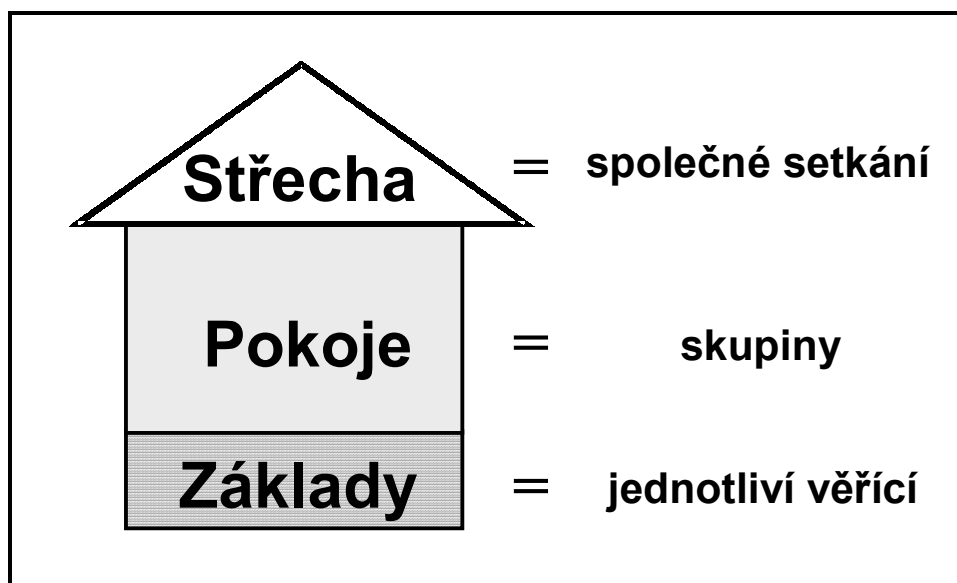 Střecha = společné setkání
Pokoje = skupiny
Základy = jednotliví věřící